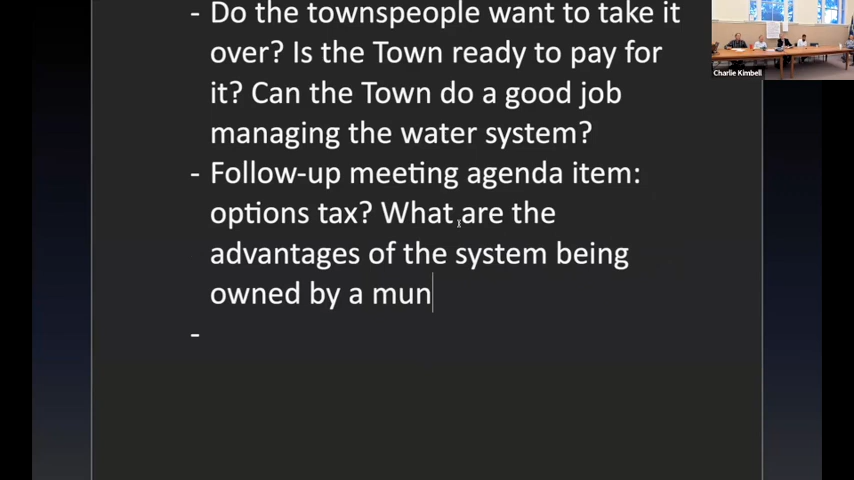 - Do the townspeople want to take it
over? Is the Town ready to pay for
it? Can the Town do a good job
managing the water system?
- Follow-up meeting agenda item:
options tax? What are the
advantages of the system being
owned by a mun
-
Charlie Kimbell